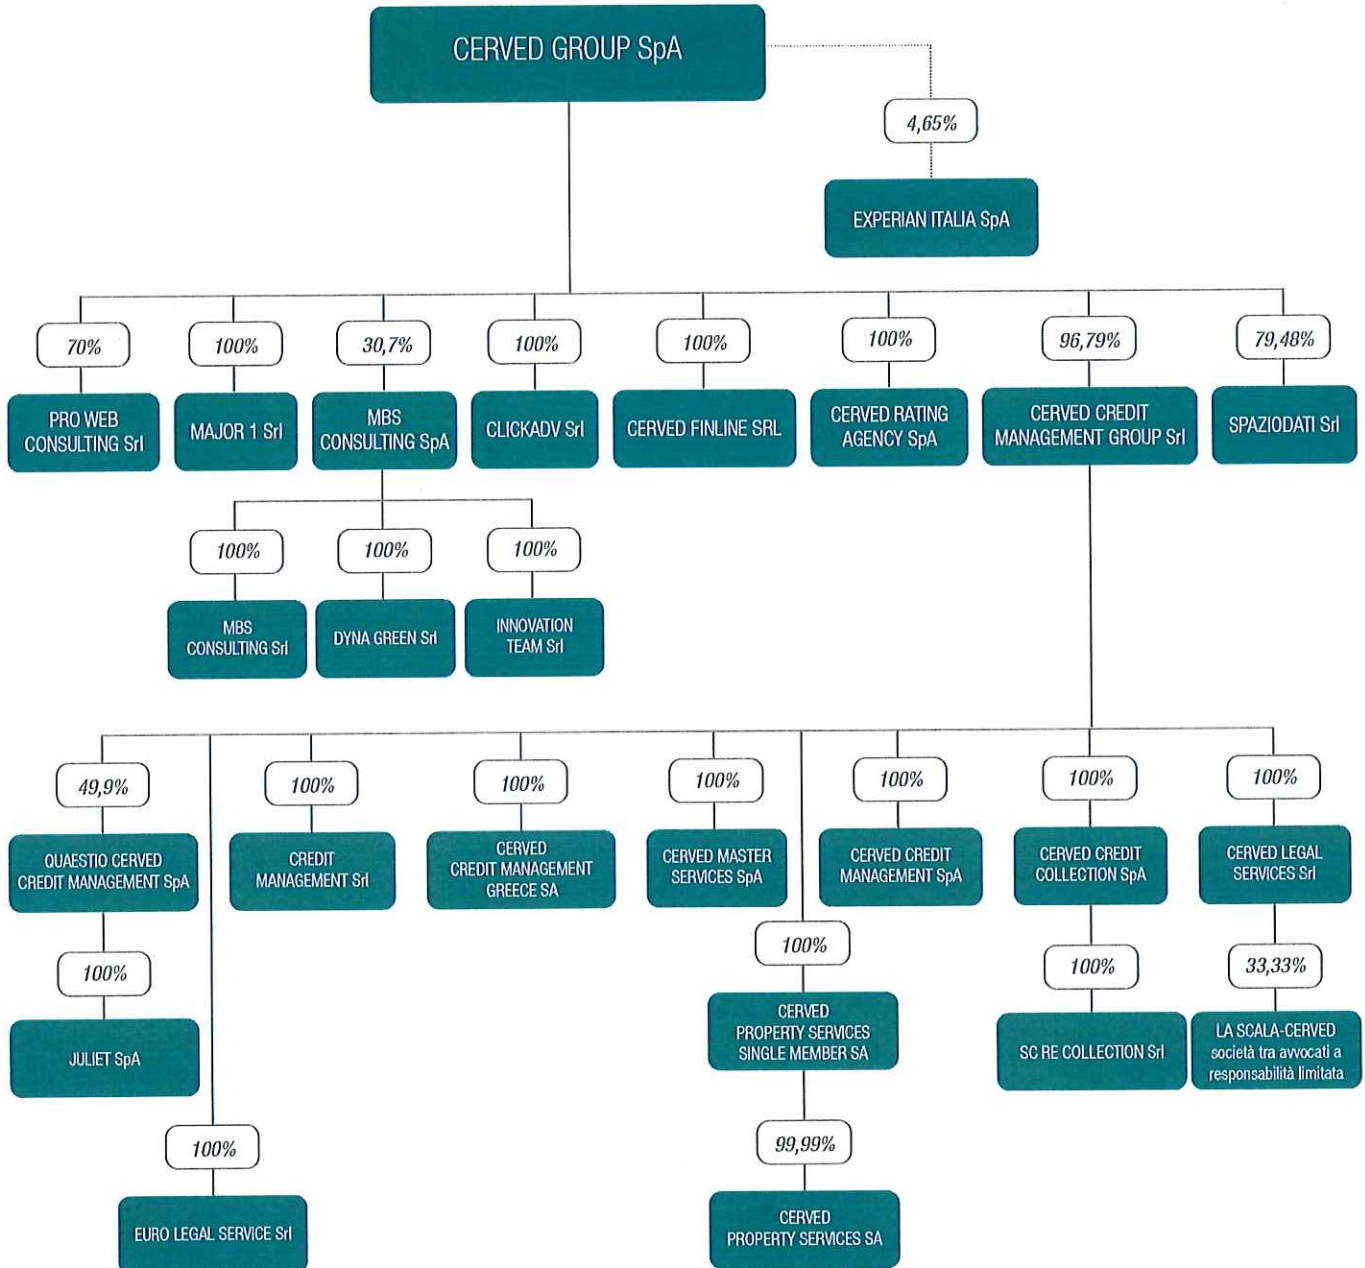 CERVED GROUP SpA
4,65%
EXPERIAN ITALIA SpA
70%
100%
30,7%
100%
100%
100%
96,79%
79,48%
PRO WEB
CONSULTING Srl
MAJOR 1 Srl
MBS
CONSULTING SpA
CLICKADV Srl
CERVED FINLINE SRL
CERVED RATING
AGENCY SpA
CERVED CREDIT
MANAGEMENT GROUP Srl
SPAZIODATI Srl
100%
100%
100%
MBS
CONSULTING Srl
DYNA GREEN Srl
INNOVATION
TEAM Srl
49,9%
100%
100%
100%
100%
100%
100%
QUAESTIO CERVED
CREDIT MANAGEMENT SpA
CREDIT
MANAGEMENT Srl
CERVED
CREDIT MANAGEMENT
GREECE SA
CERVED MASTER
SERVICES SpA
CERVED CREDIT
MANAGEMENT SpA
CERVED CREDIT
COLLECTION SpA
CERVED LEGAL
SERVICES Srl
100%
100%
100%
33,33%
JULIET SpA
CERVED
PROPERTY SERVICES
SINGLE MEMBER SA
SC RE COLLECTION Srl
LA SCALA-CERVED
società tra avvocati a
responsabilità limitata
100%
99,99%
EURO LEGAL SERVICE Srl
CERVED
PROPERTY SERVICES SA